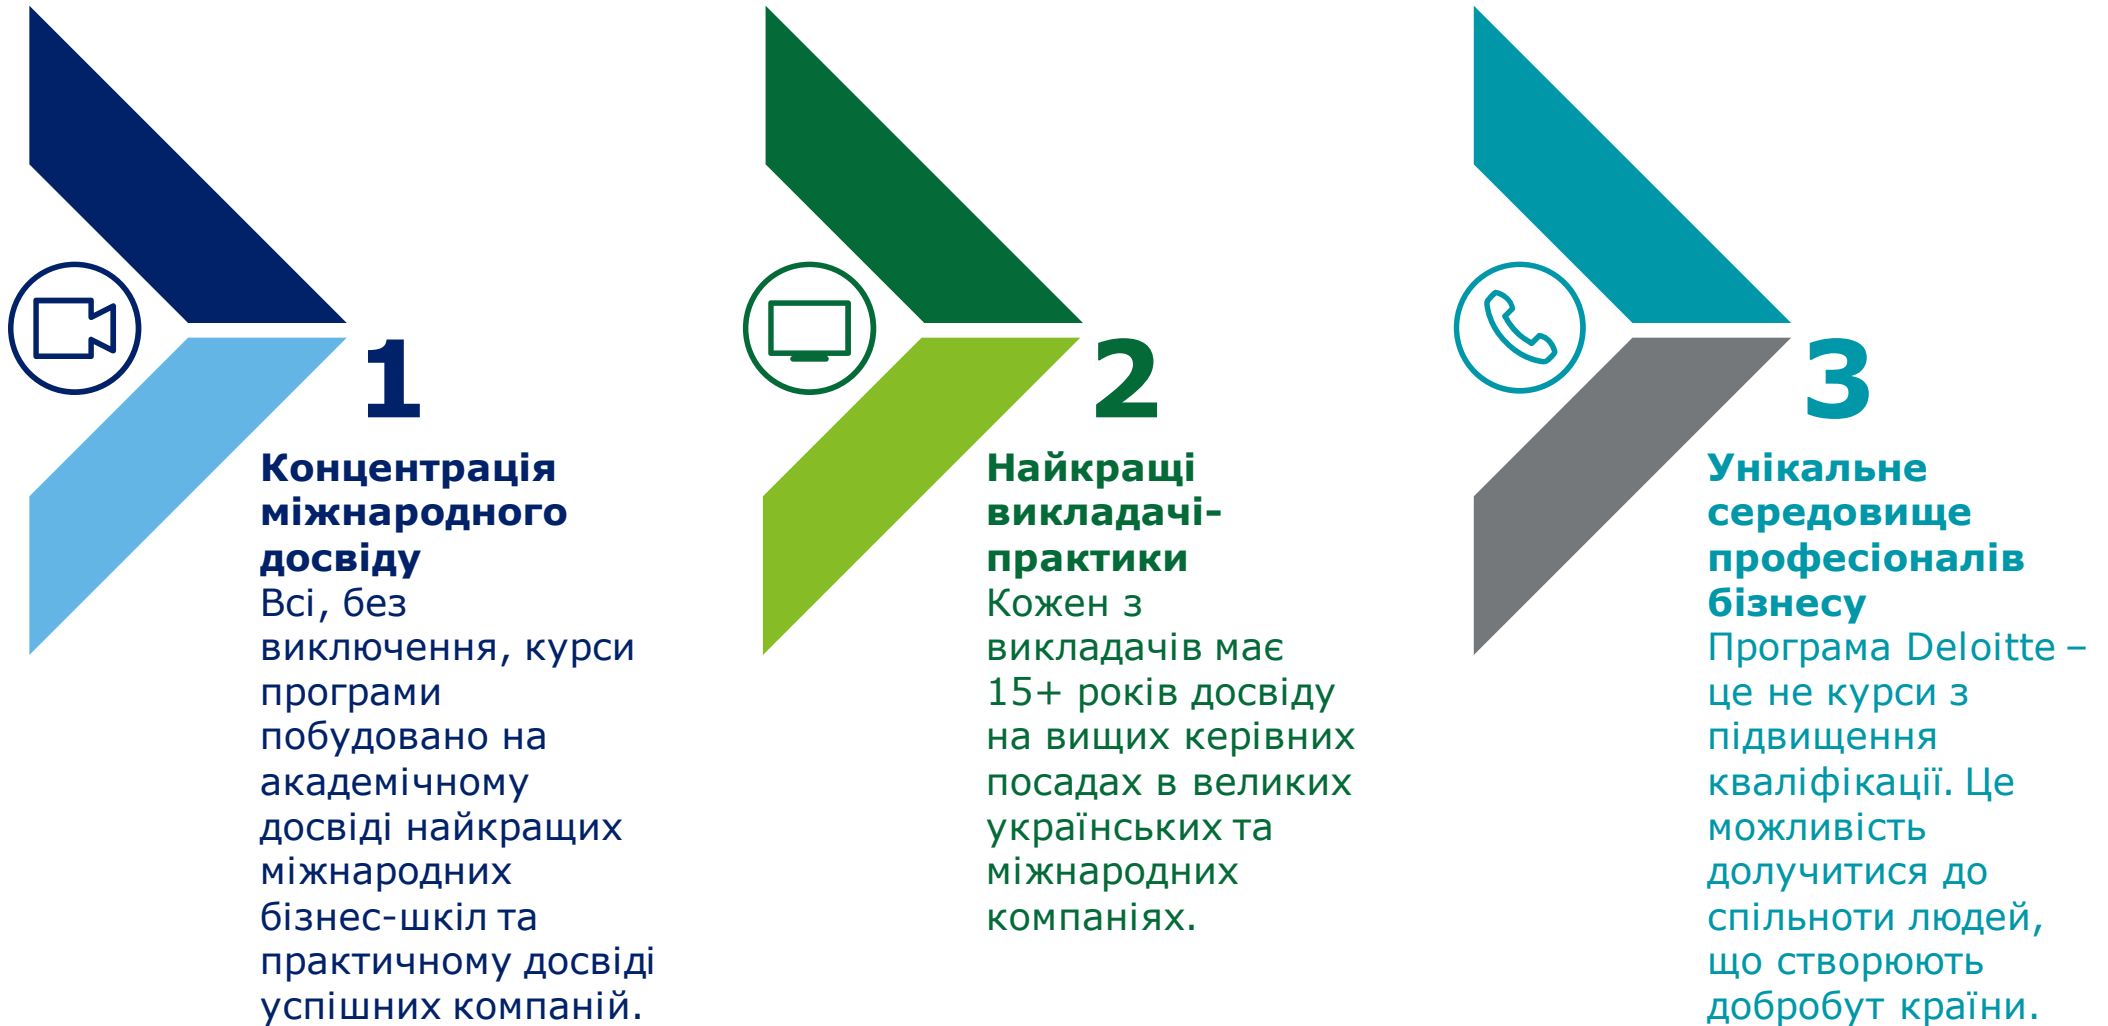 1
Концентрація
міжнародного
досвіду
Всі, без
виключення, курси
програми
побудовано на
академічному
досвіді найкращих
міжнародних
бізнес-шкіл та
практичному досвіді
успішних компаній.
2
Найкращі
викладачі-
практики
Кожен з
викладачів має
15+ років досвіду
на вищих керівних
посадах в великих
українських та
міжнародних
компаніях.
3
Унікальне
середовище
професіоналів
бізнесу
Програма Deloitte –
це не курси з
підвищення
кваліфікації. Це
можливість
долучитися до
спільноти людей,
що створюють
добробут країни.